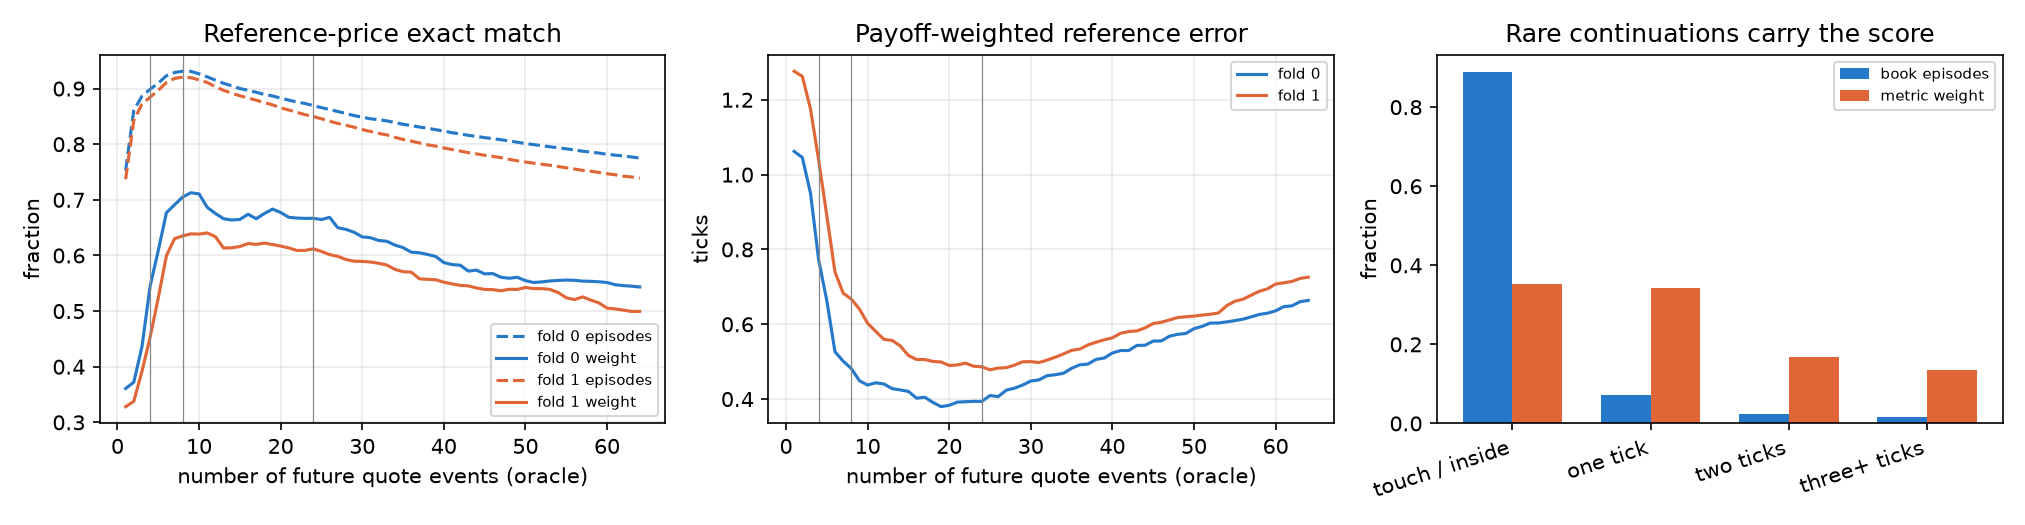 Reference-price exact match
fraction
0.9
0.8
0.7
0.6
0.5
0.4
0.3
fold 0 episodes
fold 0 weight
fold 1 episodes
fold 1 weight
0 10 20 30 40 50 60
number of future quote events (oracle)
Payoff-weighted reference error
ticks
1.2
1.0
0.8
0.6
0.4
fold 0
fold 1
0 10 20 30 40 50 60
number of future quote events (oracle)
Rare continuations carry the score
fraction
0.8
0.6
0.4
0.2
0.0
book episodes
metric weight
touch / inside
one tick
two ticks
three+ ticks